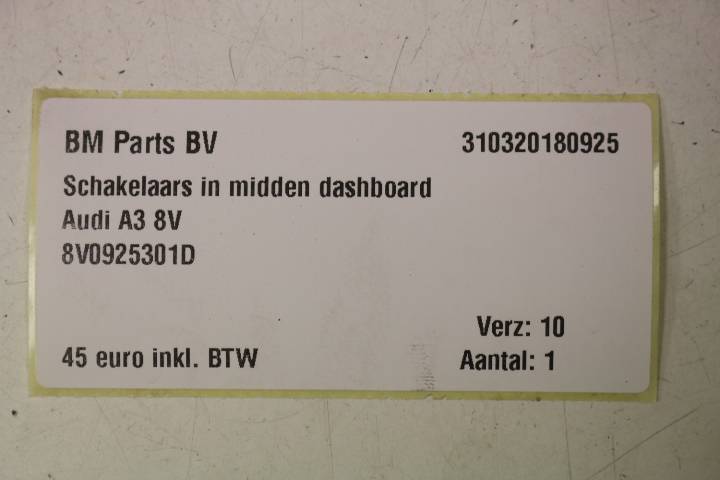 BM Parts BV 310320180925
Schakelaars in midden dashboard
Audi A3 8V
8V0925301D
Verz: 10
45 euro inkl. BTW Aantal: 1